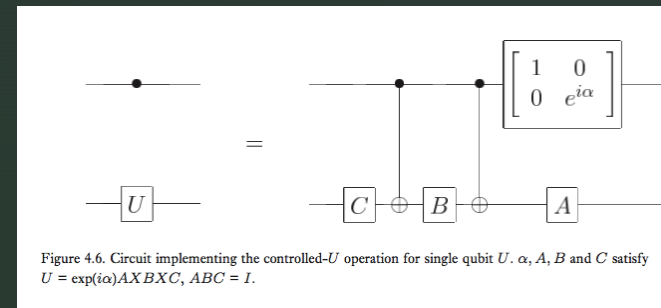 1 0
0 e^{iα}
=
U
C
B
A
Figure 4.6. Circuit implementing the controlled-U operation for single qubit U. α, A, B and C satisfy
U = exp(iα)AXBXC, ABC = I.